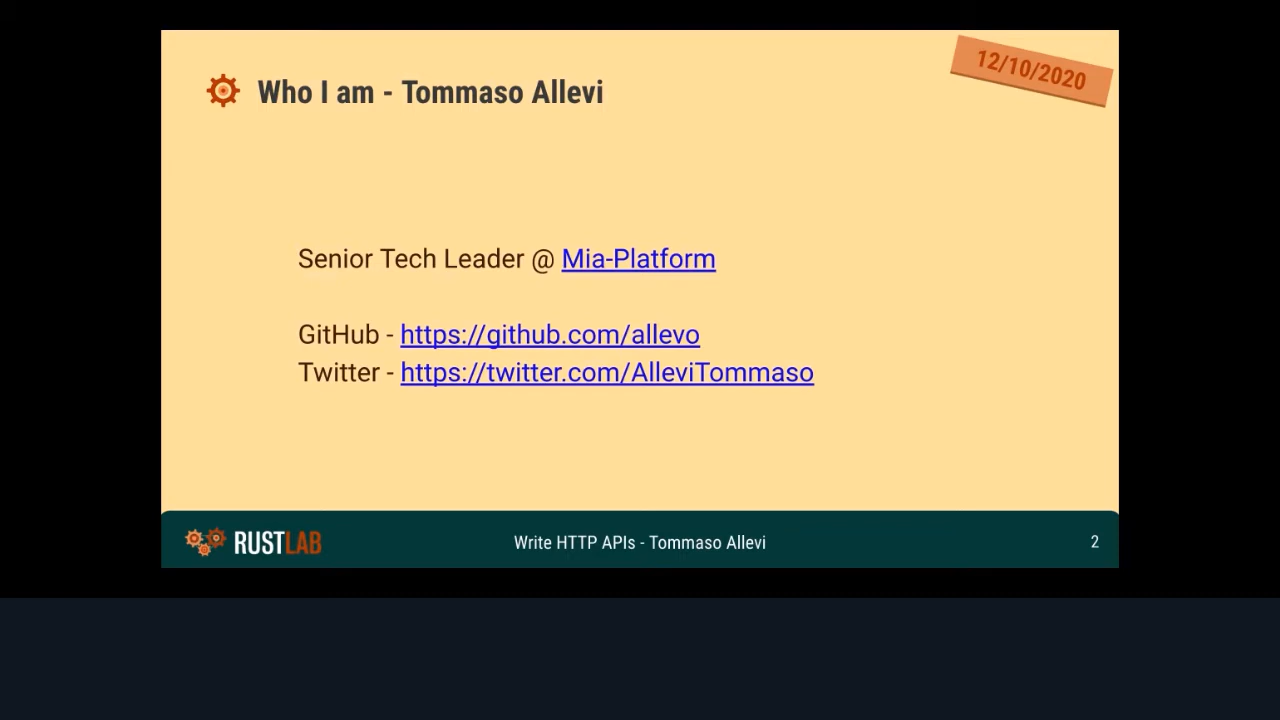 12/10/2020
Who I am - Tommaso Allevi
Senior Tech Leader @ Mia-Platform
GitHub - https://github.com/allevo
Twitter - https://twitter.com/AlleviTommaso
RUSTLAB
Write HTTP APIs - Tommaso Allevi
2